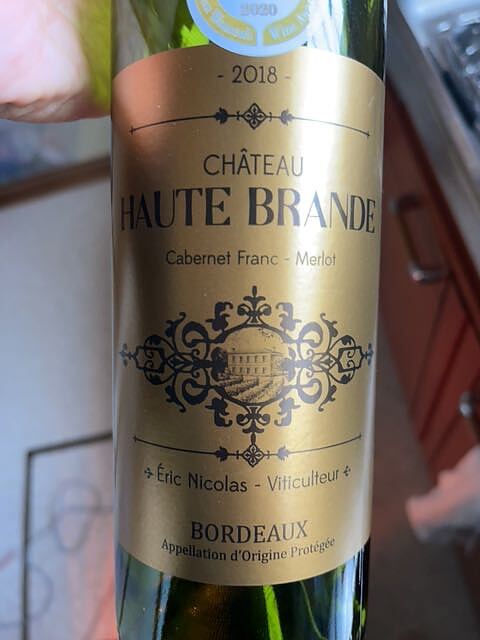 2020
- 2018 -
CHÂTEAU
HAUTE BRANDE
Cabernet Franc - Merlot
Éric Nicolas - Viticulteur
BORDEAUX
Appellation d'Origine Protégée